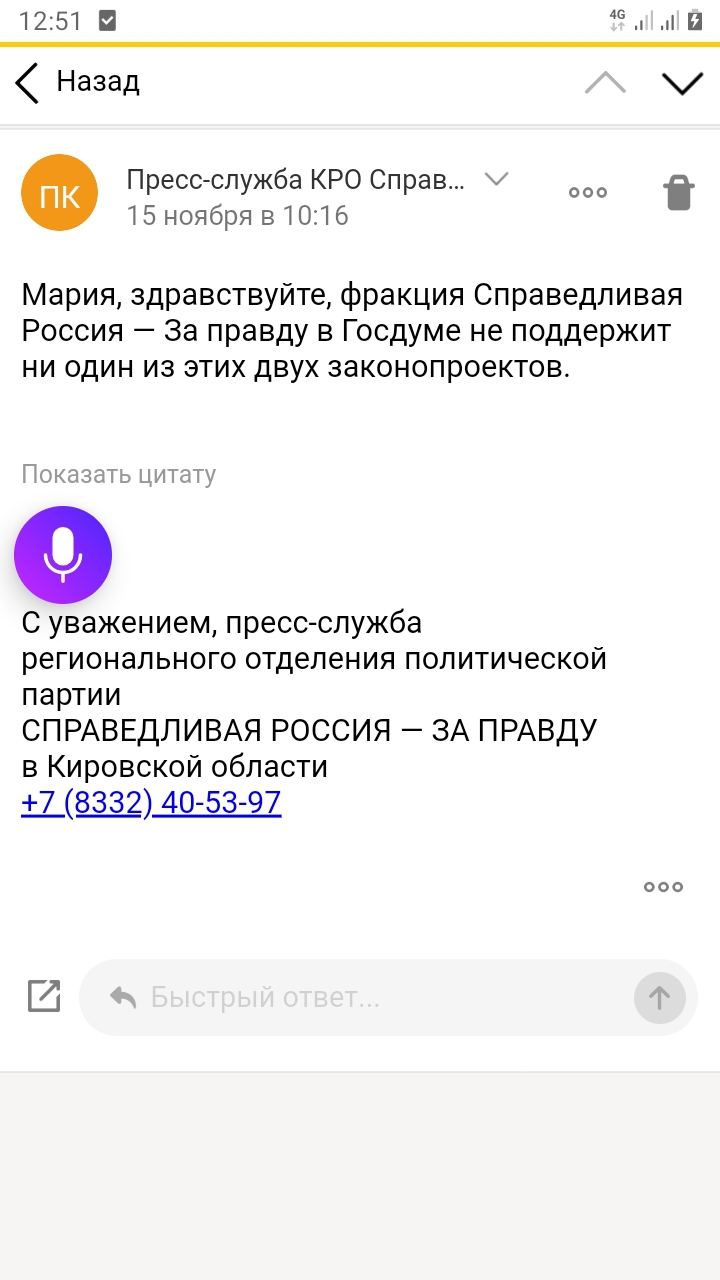 12:51
4G
Назад
ПК
Пресс-служба КРО Справ...
15 ноября в 10:16
Мария, здравствуйте, фракция Справедливая
Россия — За правду в Госдуме не поддержит
ни один из этих двух законопроектов.
Показать цитату
С уважением, пресс-служба
регионального отделения политической
партии
СПРАВЕДЛИВАЯ РОССИЯ — ЗА ПРАВДУ
в Кировской области
+7 (8332) 40-53-97
Быстрый ответ...